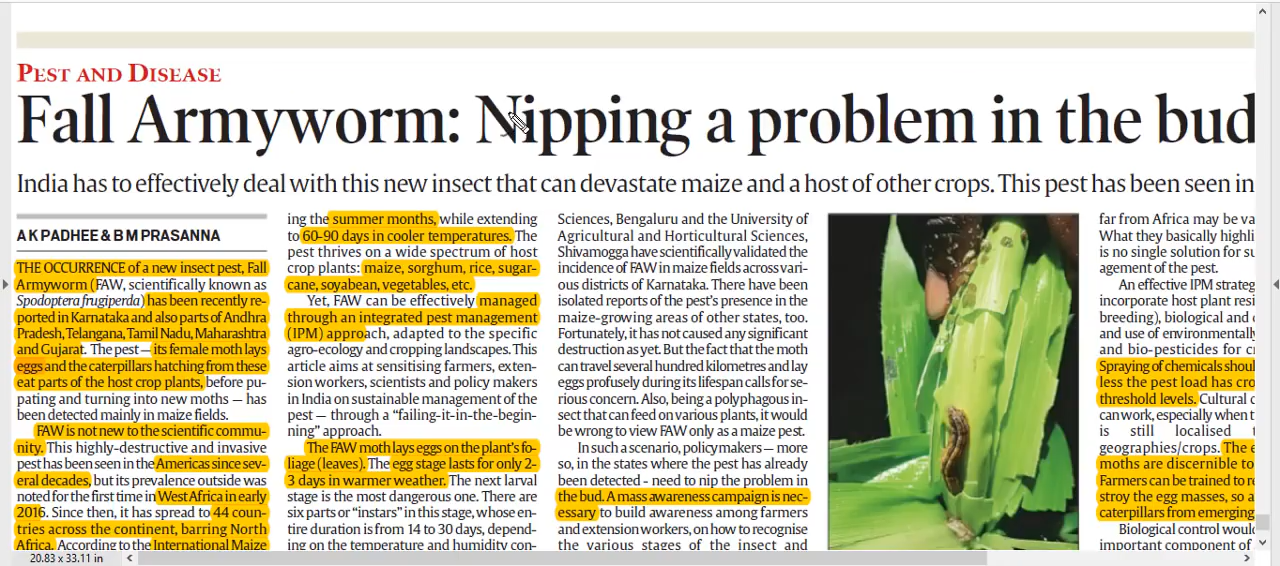 PEST AND DISEASE
Fall Armyworm: Nipping a problem in the bud
India has to effectively deal with this new insect that can devastate maize and a host of other crops. This pest has been seen in
A K PADHEE & B M PRASANNA
THE OCCURRENCE of a new insect pest, Fall
Armyworm (FAW, scientifically known as
Spodoptera frugiperda) has been recently re-
ported in Karnataka and also parts of Andhra
Pradesh, Telangana, Tamil Nadu, Maharashtra
and Gujarat. The pest — its female moth lays
eggs and the caterpillars hatching from these
eat parts of the host crop plants, before pu-
pating and turning into new moths — has
been detected mainly in maize fields.
FAW is not new to the scientific commu-
nity. This highly-destructive and invasive
pest has been seen in the Americas since sev-
eral decades, but its prevalence outside was
noted for the first time in West Africa in early
2016. Since then, it has spread to 44 coun-
tries across the continent, barring North
Africa. According to the International Maize
ing the summer months, while extending
to 60-90 days in cooler temperatures. The
pest thrives on a wide spectrum of host
crop plants: maize, sorghum, rice, sugar-
cane, soyabean, vegetables, etc.
Yet, FAW can be effectively managed
through an integrated pest management
(IPM) approach, adapted to the specific
agro-ecology and cropping landscapes. This
article aims at sensitising farmers, exten-
sion workers, scientists and policy makers
in India on sustainable management of the
pest — through a “failing-it-in-the-begin-
ning” approach.
The FAW moth lays eggs on the plant's fo-
liage (leaves). The egg stage lasts for only 2-
3 days in warmer weather. The next larval
stage is the most dangerous one. There are
six parts or “instars” in this stage, whose en-
tire duration is from 14 to 30 days, depend-
ing on the temperature and humidity con-
Sciences, Bengaluru and the University of
Agricultural and Horticultural Sciences,
Shivamogga have scientifically validated the
incidence of FAW in maize fields across vari-
ous districts of Karnataka. There have been
isolated reports of the pest's presence in the
maize-growing areas of other states, too.
Fortunately, it has not caused any significant
destruction as yet. But the fact that the moth
can travel several hundred kilometres and lay
eggs profusely during its lifespan calls for se-
rious concern. Also, being a polyphagous in-
sect that can feed on various plants, it would
be wrong to view FAW only as a maize pest.
In such a scenario, policymakers — more
so, in the states where the pest has already
been detected - need to nip the problem in
the bud. A mass awareness campaign is nec-
essary to build awareness among farmers
and extension workers, on how to recognise
the various stages of the insect and
far from Africa may be va
What they basically highli
is no single solution for su
agement of the pest.
An effective IPM strateg
incorporate host plant resi
breeding), biological and c
and use of environmentally
and bio-pesticides for cr
Spraying of chemicals shoul
less the pest load has cro
threshold levels. Cultural c
can work, especially when t
is still localised t
geographies/crops. The e
moths are discernible to
Farmers can be trained to re
stroy the egg masses, so a
caterpillars from emerging
Biological control would
important component of
20.83 x 33.11 in